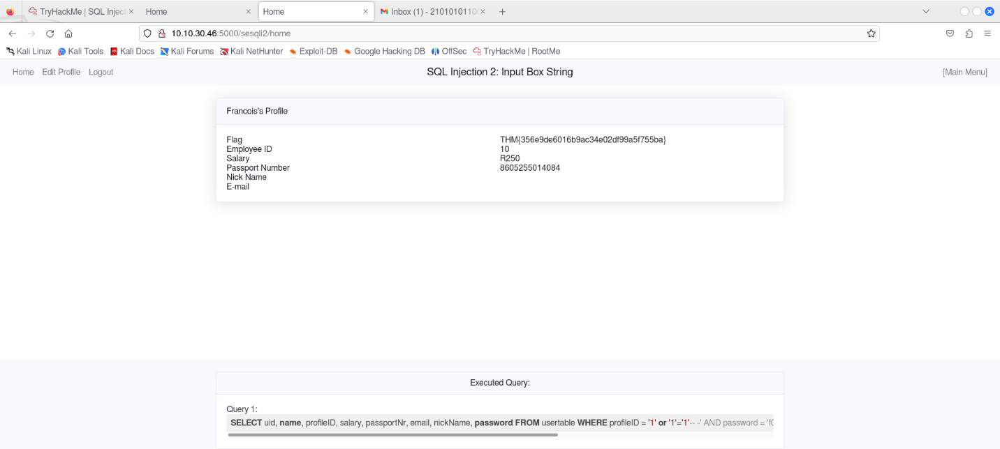 TryHackMe | SQL Inject
Home
Home
Inbox (1) - 2101010110
10.10.30.46:5000/sesqli2/home
Kali Linux Kali Tools Kali Docs Kali Forums Kali NetHunter Exploit-DB Google Hacking DB OffSec TryHackMe | RootMe
Home Edit Profile Logout SQL Injection 2: Input Box String [Main Menu]
Francois's Profile
Flag THM{356e9de6016b9ac34e02df99a5f755ba}
Employee ID 10
Salary R250
Passport Number 8605255014084
Nick Name
E-mail
Executed Query:
Query 1:
SELECT uid, name, profileID, salary, passportNr, email, nickName, password FROM usertable WHERE profileID = '1' or '1'='1'-- -' AND password = 'f0